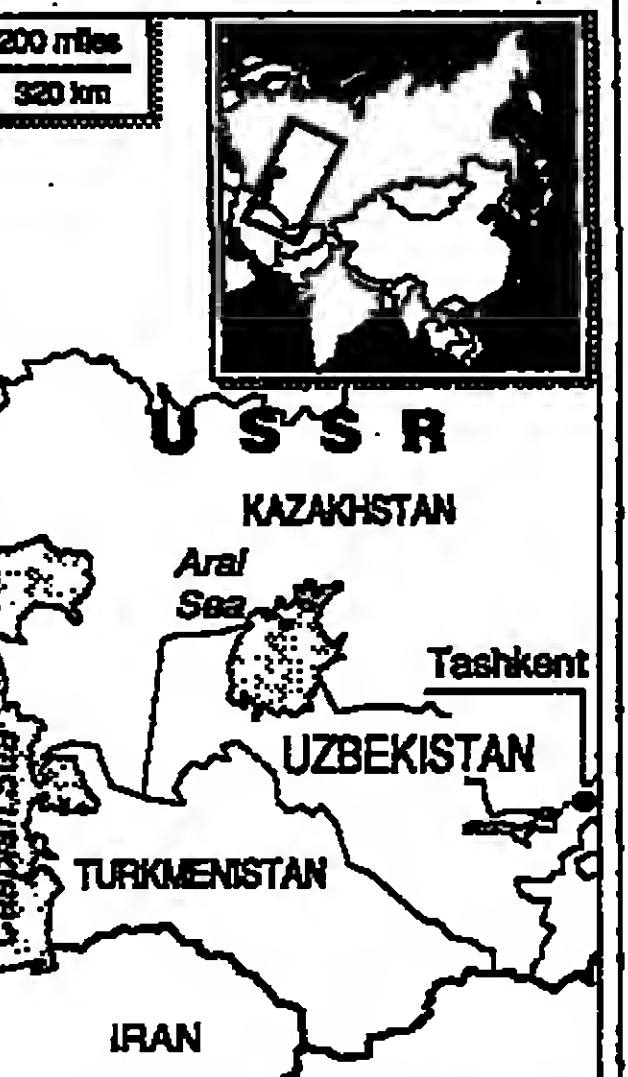 200 miles
320 km
U S S R
KAZAKHSTAN
Aral
Sea
Tashkent
UZBEKISTAN
TURKMENISTAN
IRAN